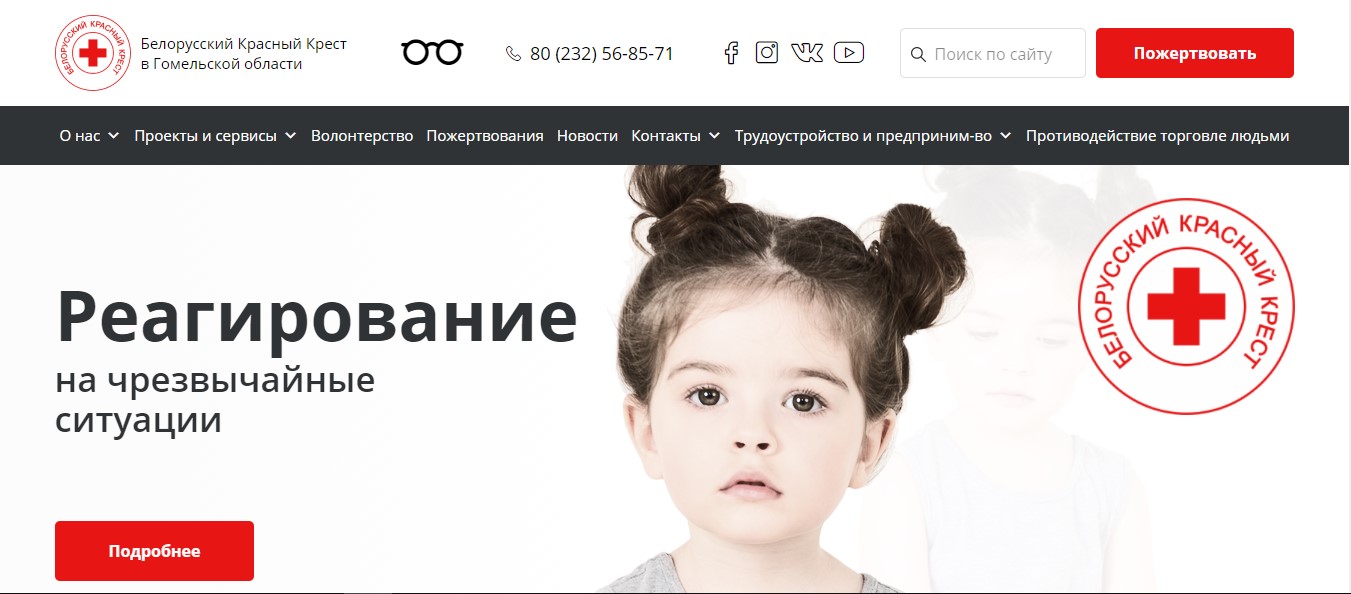 БЕЛОРУССКИЙ КРАСНЫЙ КРЕСТ
Белорусский Красный Крест
в Гомельской области
80 (232) 56-85-71
Поиск по сайту
Пожертвовать
О нас
Проекты и сервисы
Волонтерство
Пожертвования
Новости
Контакты
Трудоустройство и предприним-во
Противодействие торговле людьми
БЕЛОРУССКИЙ КРАСНЫЙ КРЕСТ
Реагирование
на чрезвычайные
ситуации
Подробнее